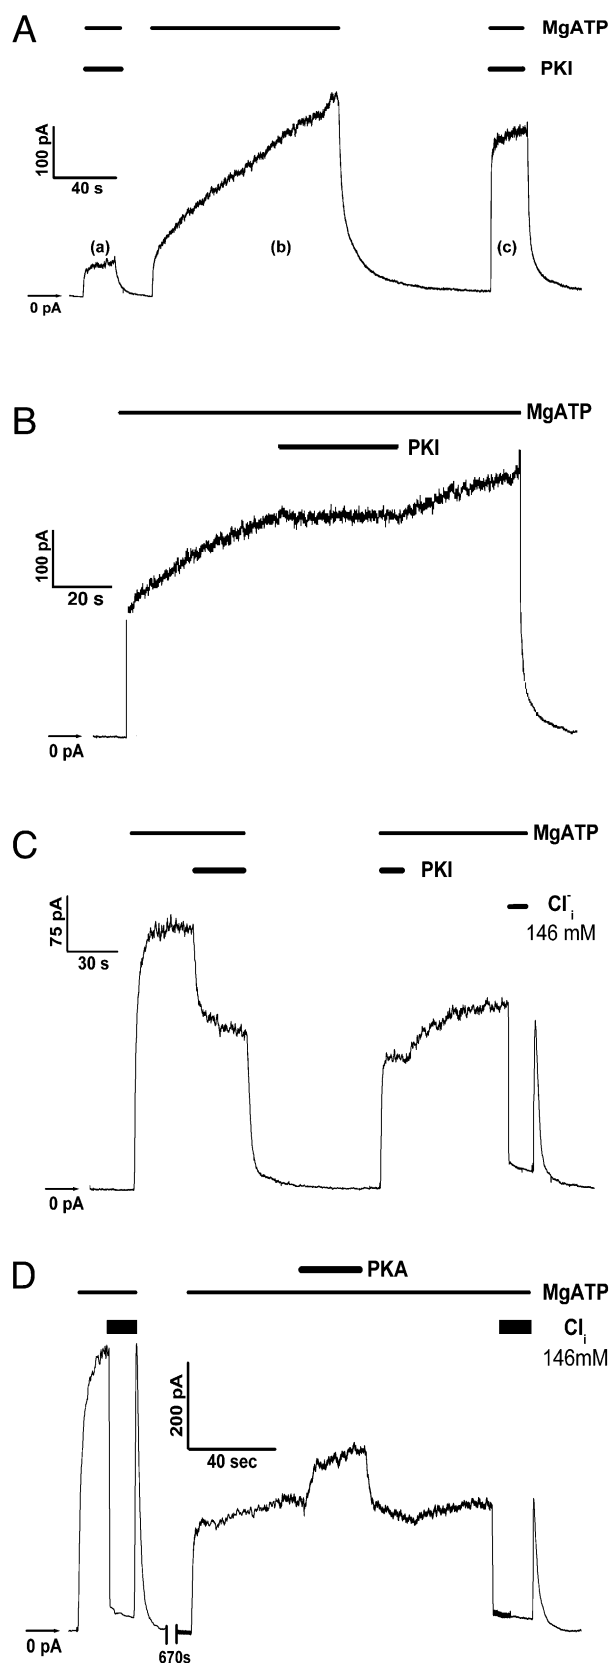 A
MgATP
PKI
100 pA
40 s
(a)
(b)
(c)
0 pA
B
MgATP
PKI
100 pA
20 s
0 pA
C
MgATP
PKI
Cl-i
146 mM
75 pA
30 s
0 pA
D
PKA
MgATP
Cli
146mM
200 pA
40 sec
0 pA
670s